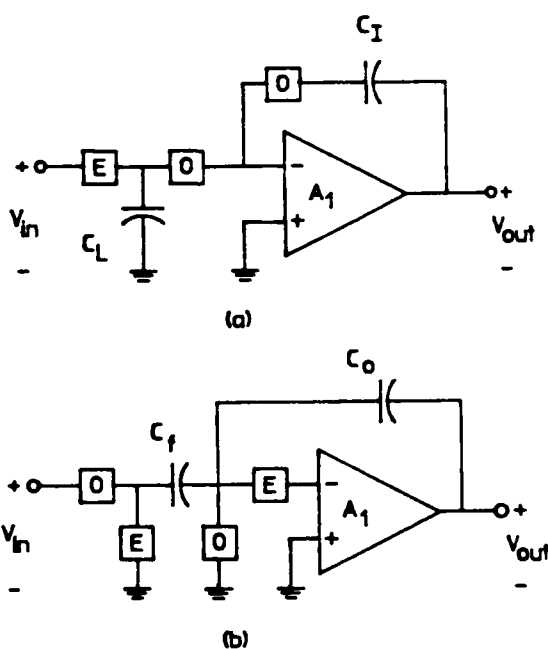 C_I
O
+ E O -
V_in A_1 +
C_L V_out
- + -
(a)
C_o
C_f
+ O E -
V_in E O A_1 +
+ V_out
- -
(b)